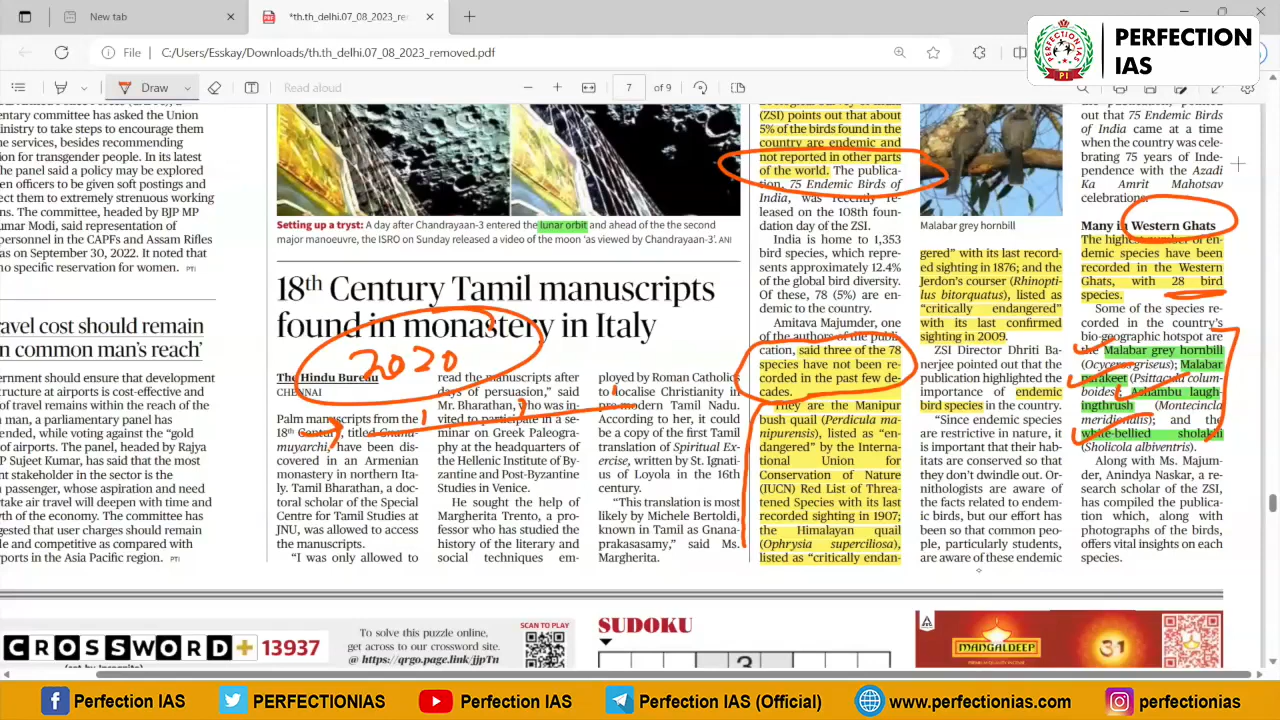 New tab
*th.th_delhi.07_08_2023_rem
File
C:/Users/Esskay/Downloads/th.th_delhi.07_08_2023_removed.pdf
PERFECTION
IAS
Draw
Read aloud
7
of 9
entary committee has asked the Union
inistry to take steps to encourage them
e services, besides recommending
n for transgender people. In its latest
he panel said a policy may be explored
en officers to be given soft postings and
ect them to extremely strenuous working
ns. The committee, headed by BJP MP
umar Modi, said representation of
personnel in the CAPFs and Assam Rifles
as on September 30, 2022. It noted that
no specific reservation for women. PTI
ravel cost should remain
n common man's reach'
ernment should ensure that development
of airports is cost-effective and
of travel remains within the reach of the
man, a parliamentary panel has
ended, while voting against the "gold
of airport. The panel, headed by Rajya
P Sujeet Kumar, has said that the most
nt stakeholder in the sector is the
passenger, whose aspiration and need
take air travel will deepen with time and
th of the economy. The committee has
ggested that user charges should remain
e and competitive as compared with
rports in the Asia Pacific region. PTI
Setting up a tryst: A day after Chandrayaan-3 entered the lunar orbit and ahead of the the second
major manoeuvre, the ISRO on Sunday released a video of the moon 'as viewed by Chandrayaan-3'. ANI
18th Century Tamil manuscripts
found in monastery in Italy
2020
The Hindu Bureau
CHENNAI
Palm manuscripts from the
18th Century, titled Gnana-
muyarchi, have been dis-
covered in an Armenian
monastery in northern Ita-
ly. Tamil Bharathan, a doc-
toral scholar of the Special
Centre for Tamil Studies at
JNU, was allowed to access
the manuscripts.
"I was only allowed to
read the manuscripts after
days of persuasion," said
Mr. Bharathan, who was in-
vited to participate in a se-
minar on Greek Paleogra-
phy at the headquarters of
the Hellenic Institute of By-
zantine and Post-Byzantine
Studies in Venice.
He sought the help of
Margherita Trento, a pro-
fessor who has studied the
history of the literary and
social techniques em-
ployed by Roman Catholics
to localise Christianity in
pre-modern Tamil Nadu.
According to her, it could
be a copy of the first Tamil
translation of Spiritual Ex-
ercise, written by St. Ignati-
us of Loyola in the 16th
century.
"This translation is most
likely by Michele Bertoldi,
known in Tamil as Gnana-
prakasasamy," said Ms.
Margherita.
(ZSI) points out that about
5% of the birds found in the
country are endemic and
not reported in other parts
of the world. The publica-
tion, 75 Endemic Birds of
India, was recently re-
leased on the 108th foun-
dation day of the ZSI.
India is home to 1,353
bird species, which repre-
sents approximately 12.4%
of the global bird diversity.
Of these, 78 (5%) are en-
demic to the country.
Amitava Majumder, one
of the authors of the publi-
cation, said three of the 78
species have not been re-
corded in the past few de-
cades.
They are the Manipur
bush quail (Perdicula ma-
nipurensis), listed as "en-
dangered" by the Interna-
tional Union for
Conservation of Nature
(IUCN) Red List of Threa-
tened Species with its last
recorded sighting in 1907;
the Himalayan quail
(Ophrysia superciliosa),
listed as "critically endan-
Malabar grey hornbill
gered" with its last record-
ed sighting in 1876; and the
Jerdon's courser (Rhinopti-
lus bitorquatus), listed as
"critically endangered"
with its last confirmed
sighting in 2009.
ZSI Director Dhriti Ba-
nerjee pointed out that the
publication highlighted the
importance of endemic
bird species in the country.
"Since endemic species
are restrictive in nature, it
is important that their hab-
itats are conserved so that
they don't dwindle out. Or-
nithologists are aware of
the facts related to endem-
ic birds, but our effort has
been so that common peo-
ple, particularly students,
are aware of these endemic
out that 75 Endemic Birds
of India came at a time
when the country was cele-
brating 75 years of Inde-
pendence with the Azadi
Ka Amrit Mahotsav
celebrations.
Many in Western Ghats
The highest number of en-
demic species have been
recorded in the Western
Ghats, with 28 bird
species.
Some of the species re-
corded in the country's
bio-geographic hotspot are
the Malabar grey hornbill
(Ocyceros griseus); Malabar
parakeet (Psittacula colum-
boides); Ashambu laugh-
ingthrush (Montecincla
meridionalis); and the
white-bellied sholakili
(Sholicola albiventris).
Along with Ms. Majum-
der, Anindya Naskar, a re-
search scholar of the ZSI,
has compiled the publica-
tion which, along with
photographs of the birds,
offers vital insights on each
species.
CROSSWORD + 13937
To solve this puzzle online,
get across to our crossword site.
@ https://qrgo.page.link/jjpTn
SCAN TO PLAY
SUDOKU
3
MANGALDEEP
31
Perfection IAS
PERFECTIONIAS
Perfection IAS
Perfection IAS (Official)
www.perfectionias.com
perfectionias